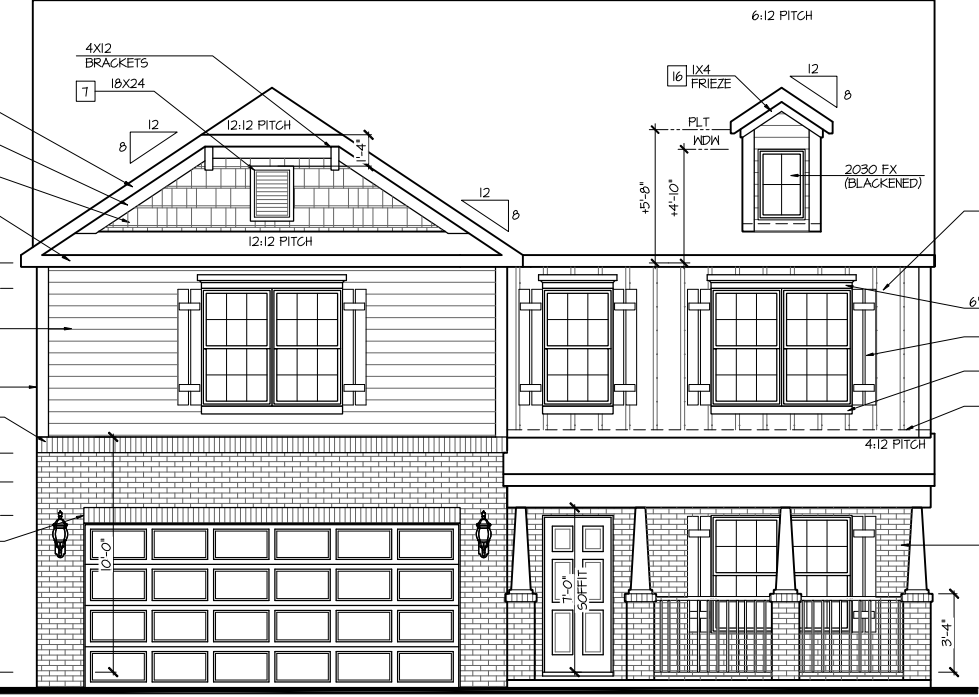 6:12 PITCH
4X12
BRACKETS
7
18X24
16
1X4
FRIEZE
12
8
12
8
12:12 PITCH
1'-4"
PLT
WDW
2030 FX
(BLACKENED)
12
8
+5'-8"
+4'-10"
12:12 PITCH
6"
4:12 PITCH
10'-0"
7'-0"
SOFFIT
3'-4"